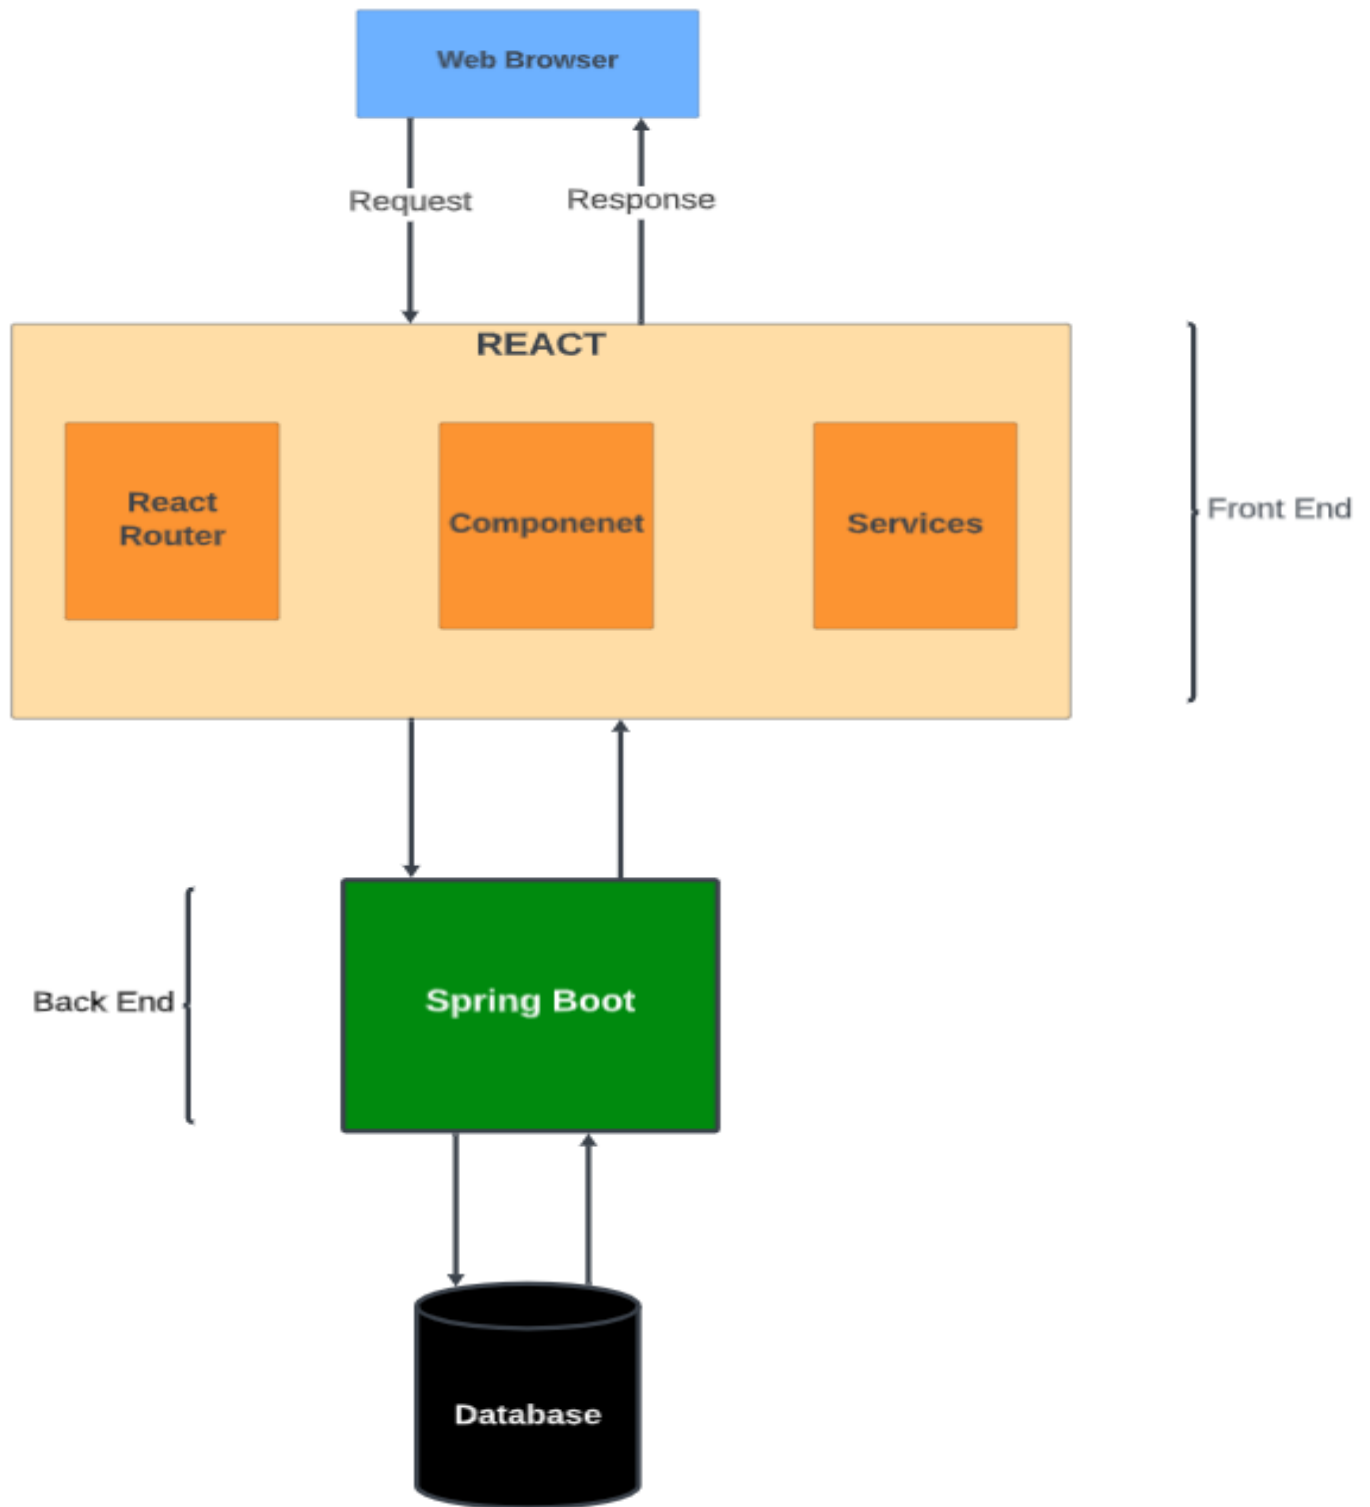 Web Browser
Request
Response
REACT
React
Router
Componenet
Services
Front End
Back End
Spring Boot
Database